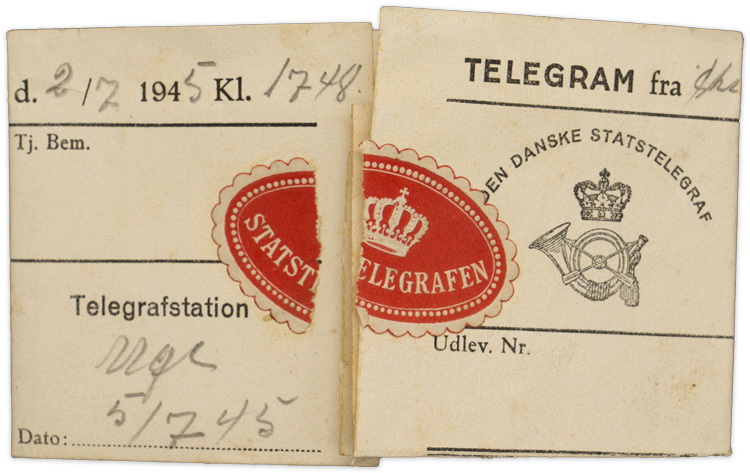 d. 2/7 1945 Kl. 1748.
Tj. Bem.
Telegrafstation
5/7 45
Dato:
STATST ELEGRAFEN
TELEGRAM fra
DEN DANSKE STATSTELEGRAF
Udlev. Nr.